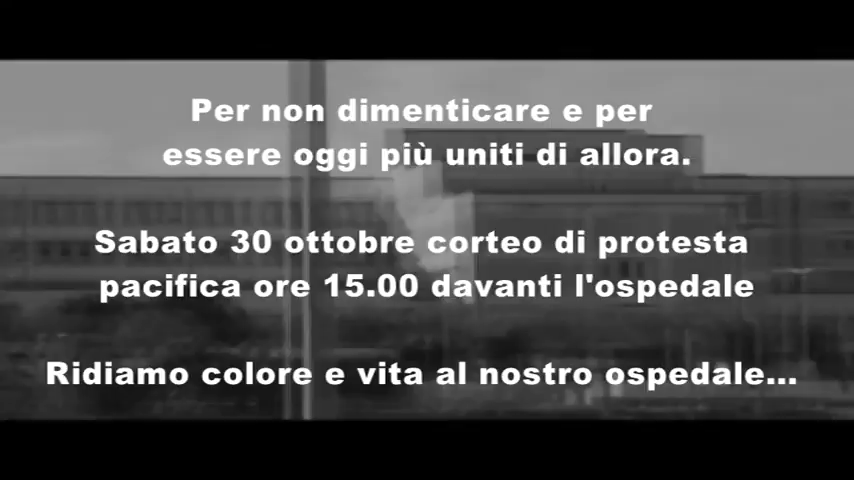 Per non dimenticare e per
essere oggi più uniti di allora.
Sabato 30 ottobre corteo di protesta
pacifica ore 15.00 davanti l'ospedale
Ridiamo colore e vita al nostro ospedale...